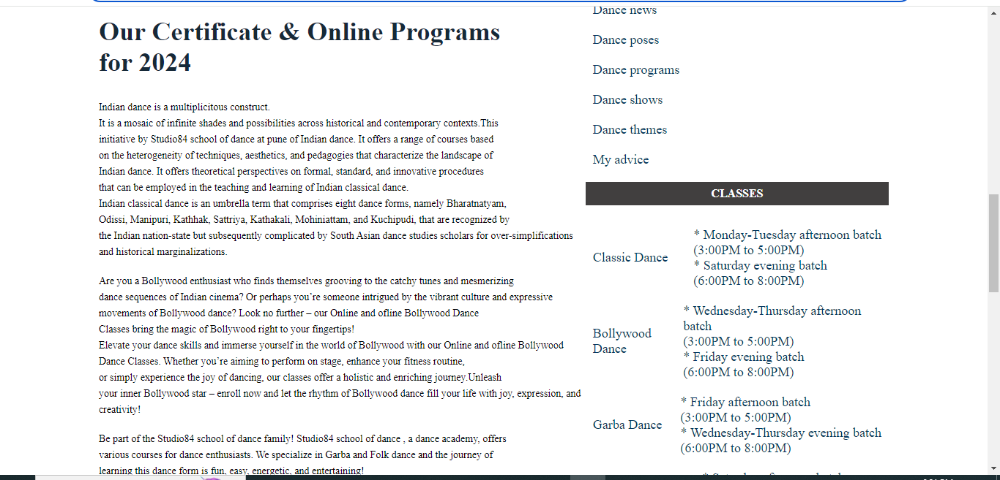 Our Certificate & Online Programs
for 2024
Indian dance is a multiplicitous construct.
It is a mosaic of infinite shades and possibilities across historical and contemporary contexts.This
initiative by Studio84 school of dance at pune of Indian dance. It offers a range of courses based
on the heterogeneity of techniques, aesthetics, and pedagogies that characterize the landscape of
Indian dance. It offers theoretical perspectives on formal, standard, and innovative procedures
that can be employed in the teaching and learning of Indian classical dance.
Indian classical dance is an umbrella term that comprises eight dance forms, namely Bharatnatyam,
Odissi, Manipuri, Kathhak, Sattriya, Kathakali, Mohiniattam, and Kuchipudi, that are recognized by
the Indian nation-state but subsequently complicated by South Asian dance studies scholars for over-simplifications
and historical marginalizations.
Are you a Bollywood enthusiast who finds themselves grooving to the catchy tunes and mesmerizing
dance sequences of Indian cinema? Or perhaps you’re someone intrigued by the vibrant culture and expressive
movements of Bollywood dance? Look no further – our Online and ofline Bollywood Dance
Classes bring the magic of Bollywood right to your fingertips!
Elevate your dance skills and immerse yourself in the world of Bollywood with our Online and ofline Bollywood
Dance Classes. Whether you’re aiming to perform on stage, enhance your fitness routine,
or simply experience the joy of dancing, our classes offer a holistic and enriching journey.Unleash
your inner Bollywood star – enroll now and let the rhythm of Bollywood dance fill your life with joy, expression, and
creativity!
Be part of the Studio84 school of dance family! Studio84 school of dance , a dance academy, offers
various courses for dance enthusiasts. We specialize in Garba and Folk dance and the journey of
learning this dance form is fun, easy, energetic, and entertaining!
Dance news
Dance poses
Dance programs
Dance shows
Dance themes
My advice
CLASSES
Classic Dance
* Monday-Tuesday afternoon batch
(3:00PM to 5:00PM)
* Saturday evening batch
(6:00PM to 8:00PM)
Bollywood
Dance
* Wednesday-Thursday afternoon
batch
(3:00PM to 5:00PM)
* Friday evening batch
(6:00PM to 8:00PM)
Garba Dance
* Friday afternoon batch
(3:00PM to 5:00PM)
* Wednesday-Thursday evening batch
(6:00PM to 8:00PM)